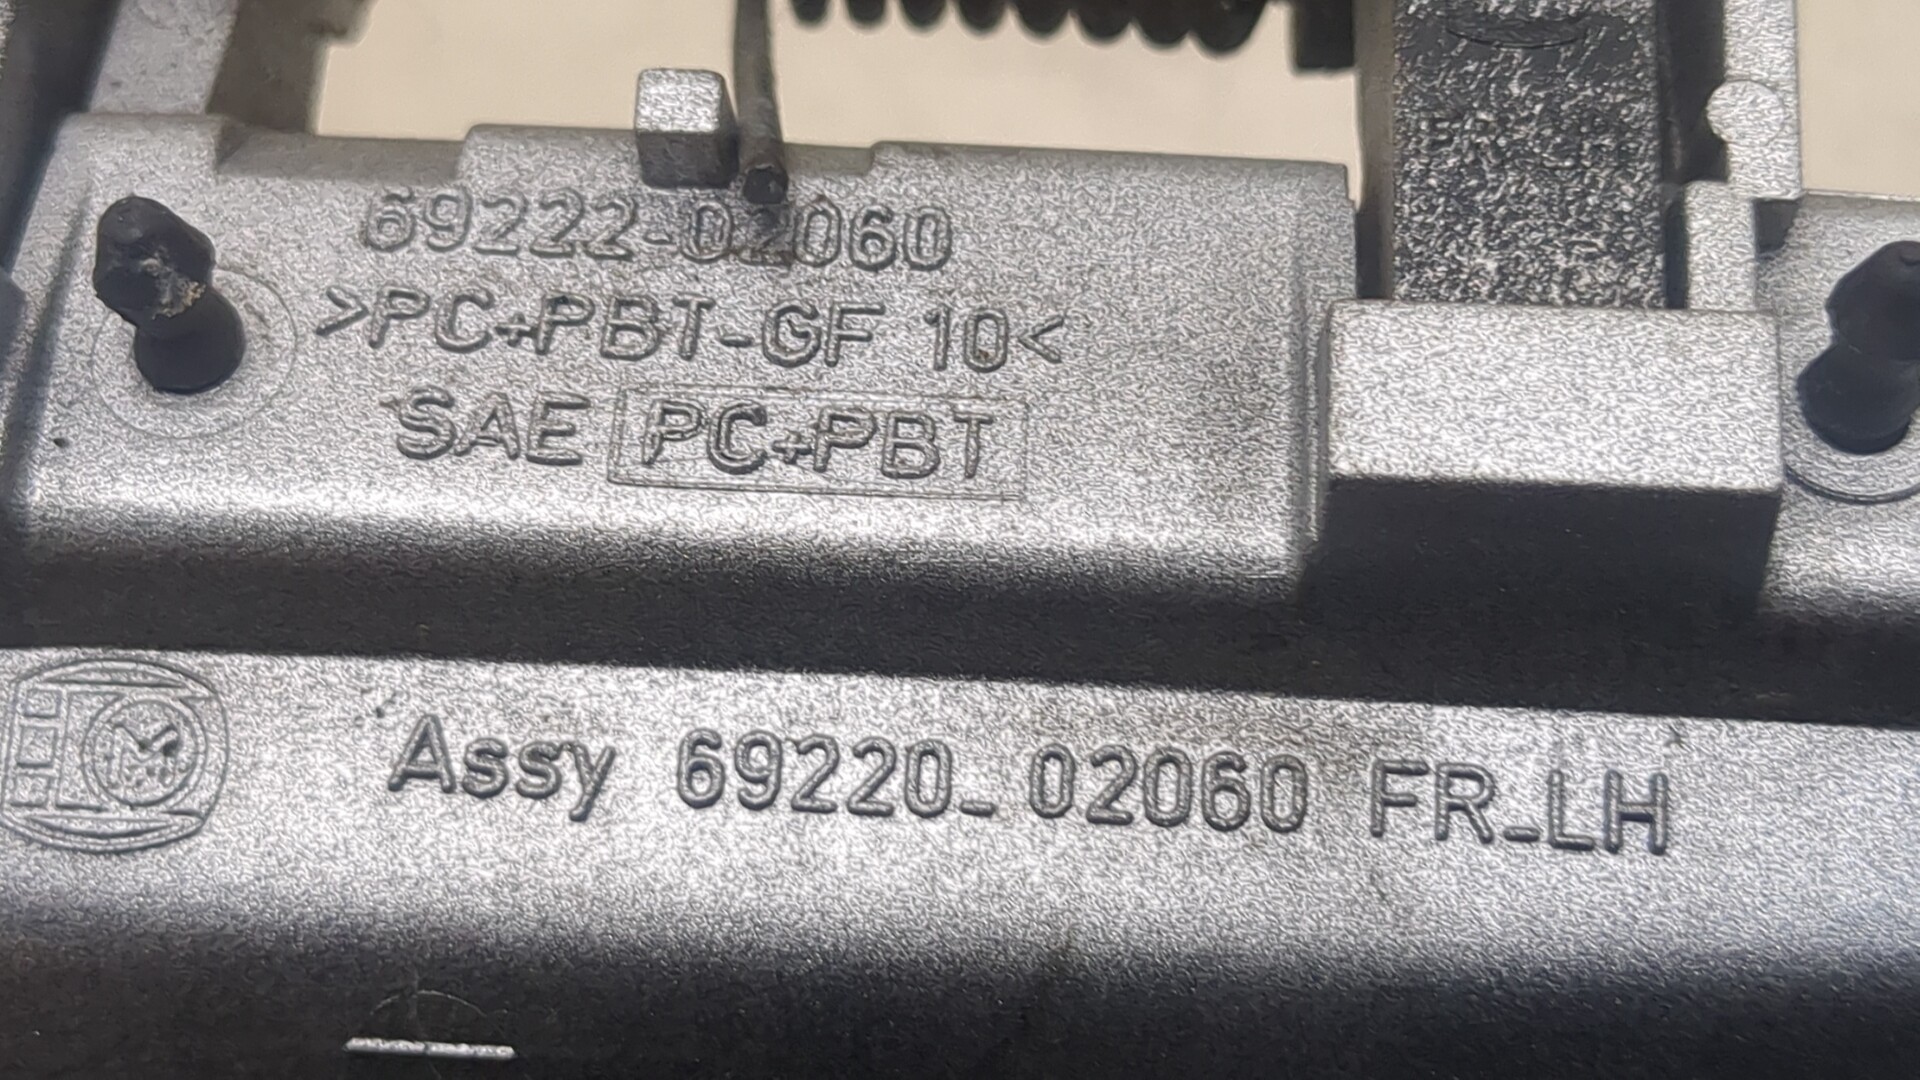 69222-02060
>PC+PBT-GF 10<
SAE PC+PBT
Assy 69220-02060 FR-LH